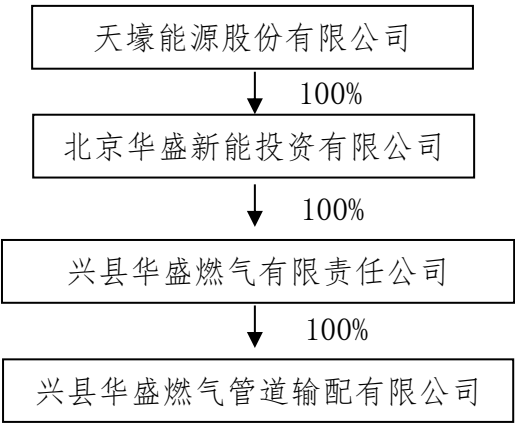 天壕能源股份有限公司
100%
北京华盛新能投资有限公司
100%
兴县华盛燃气有限责任公司
100%
兴县华盛燃气管道输配有限公司